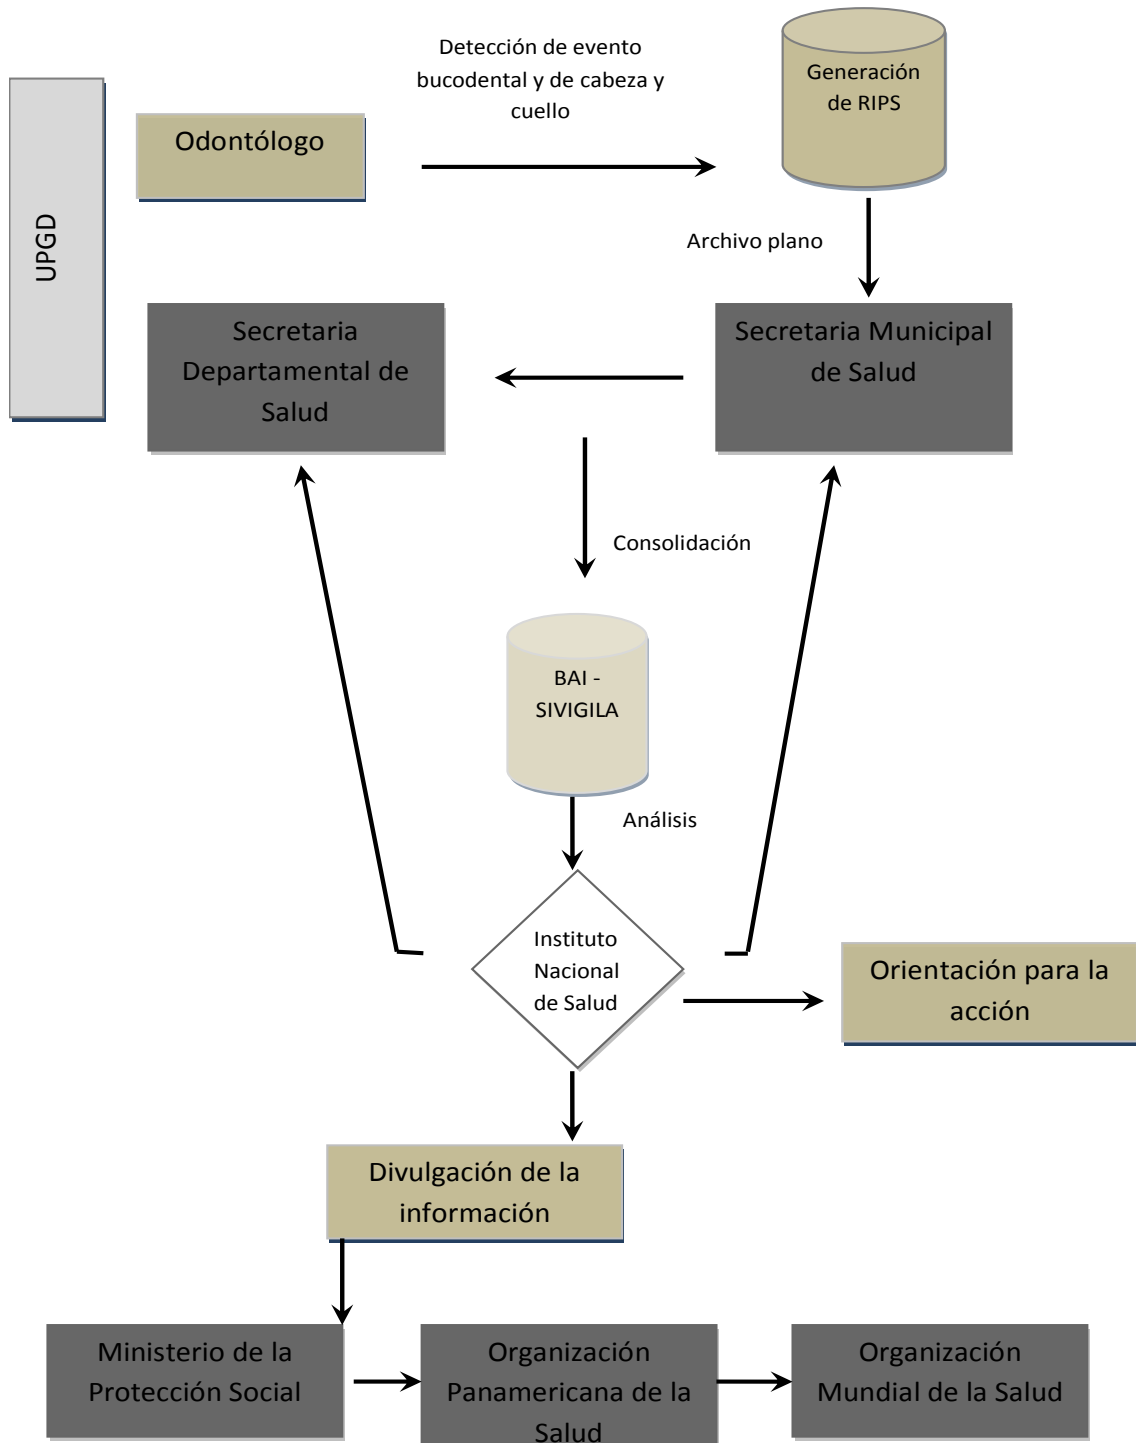 Detección de evento
bucodental y de cabeza y
cuello
Generación
de RIPS
Odontólogo
UPGD
Archivo plano
Secretaria
Departamental de
Salud
Secretaria Municipal
de Salud
Consolidación
BAI -
SIVIGILA
Análisis
Instituto
Nacional
de Salud
Orientación para la
acción
Divulgación de la
información
Ministerio de la
Protección Social
Organización
Panamericana de la
Salud
Organización
Mundial de la Salud